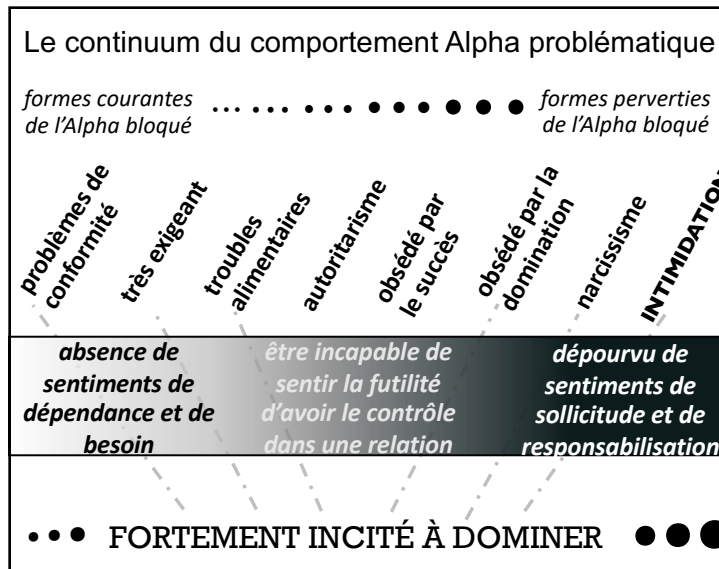 Le continuum du comportement Alpha problématique
formes courantes
de l'Alpha bloqué
formes perverties
de l'Alpha bloqué
problèmes de
conformité
très exigeant
troubles
alimentaires
autoritarisme
obsédé par
le succès
obsédé par la
domination
narcissisme
INTIMIDATION
absence de
sentiments de
dépendance et de
besoin
être incapable de
sentir la futilité
d'avoir le contrôle
dans une relation
dépourvu de
sentiments de
sollicitude et de
responsabilisation
FORTEMENT INCITÉ À DOMINER